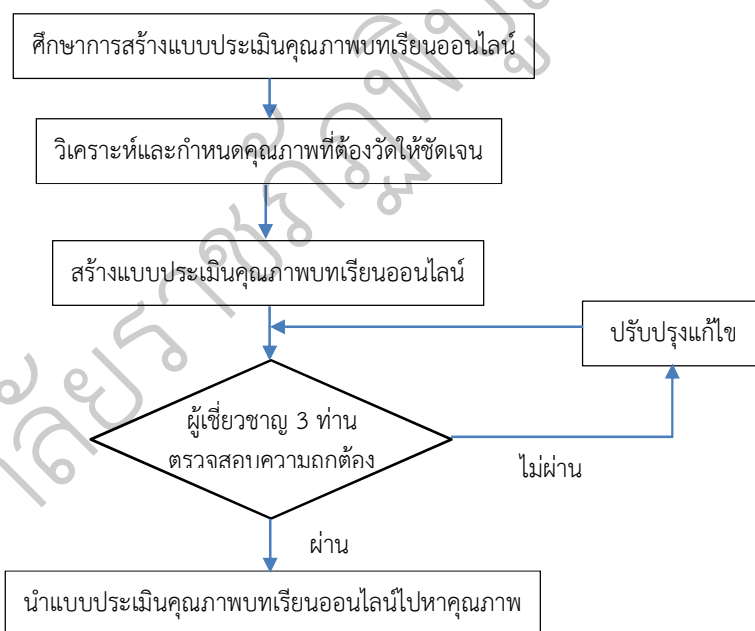 ศึกษาการสร้างแบบประเมินคุณภาพบทเรียนออนไลน์
วิเคราะห์และกำหนดคุณภาพที่ต้องวัดให้ชัดเจน
สร้างแบบประเมินคุณภาพบทเรียนออนไลน์
ปรับปรุงแก้ไข
ผู้เชี่ยวชาญ 3 ท่าน
ตรวจสอบความถูกต้อง
ไม่ผ่าน
ผ่าน
นำแบบประเมินคุณภาพบทเรียนออนไลน์ไปหาคุณภาพ